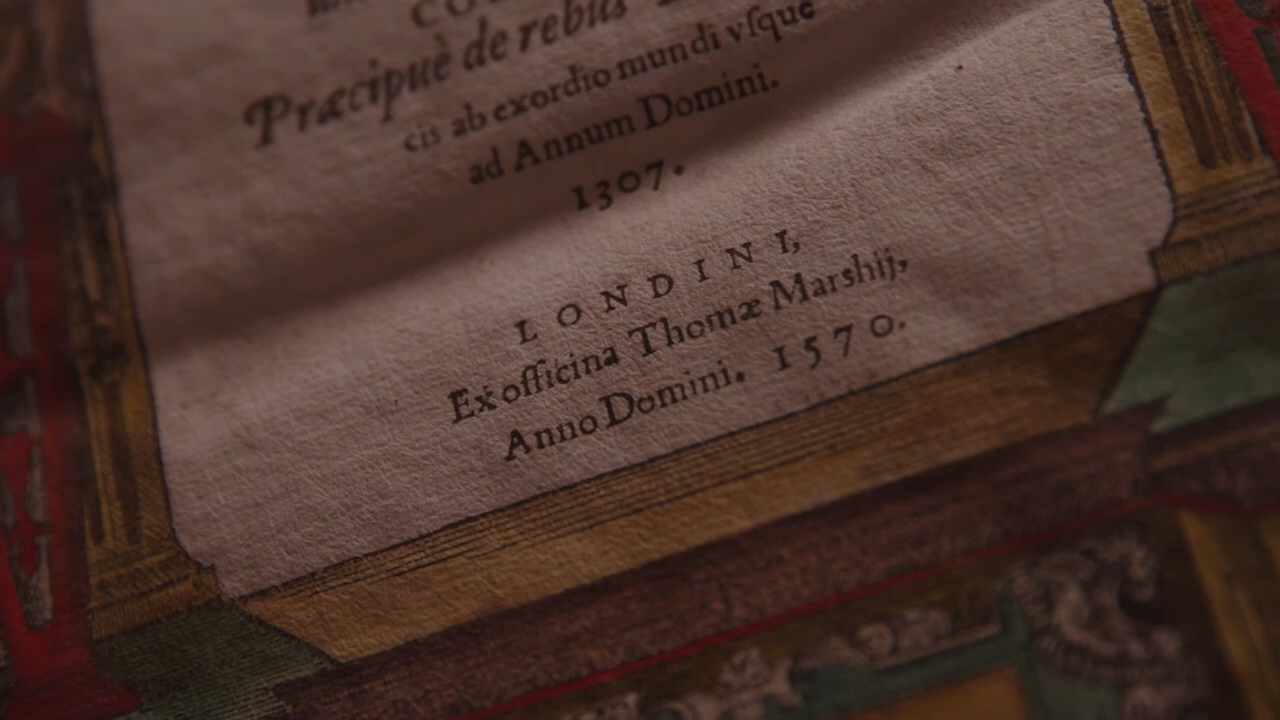 Præcipuè de rebus
cis ab exordio mundi vſque
ad Annum Domini.
1307.
LONDINI,
Ex officina Thomæ Marshij,
Anno Domini. 1570.